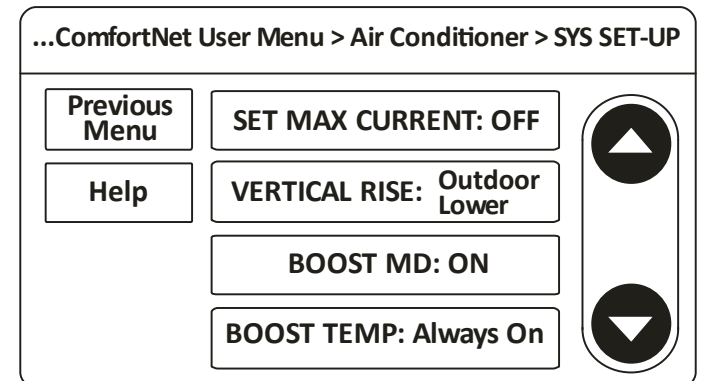 ...ComfortNet User Menu > Air Conditioner > SYS SET-UP
Previous
Menu
SET MAX CURRENT: OFF
Help
VERTICAL RISE: Outdoor
Lower
BOOST MD: ON
BOOST TEMP: Always On